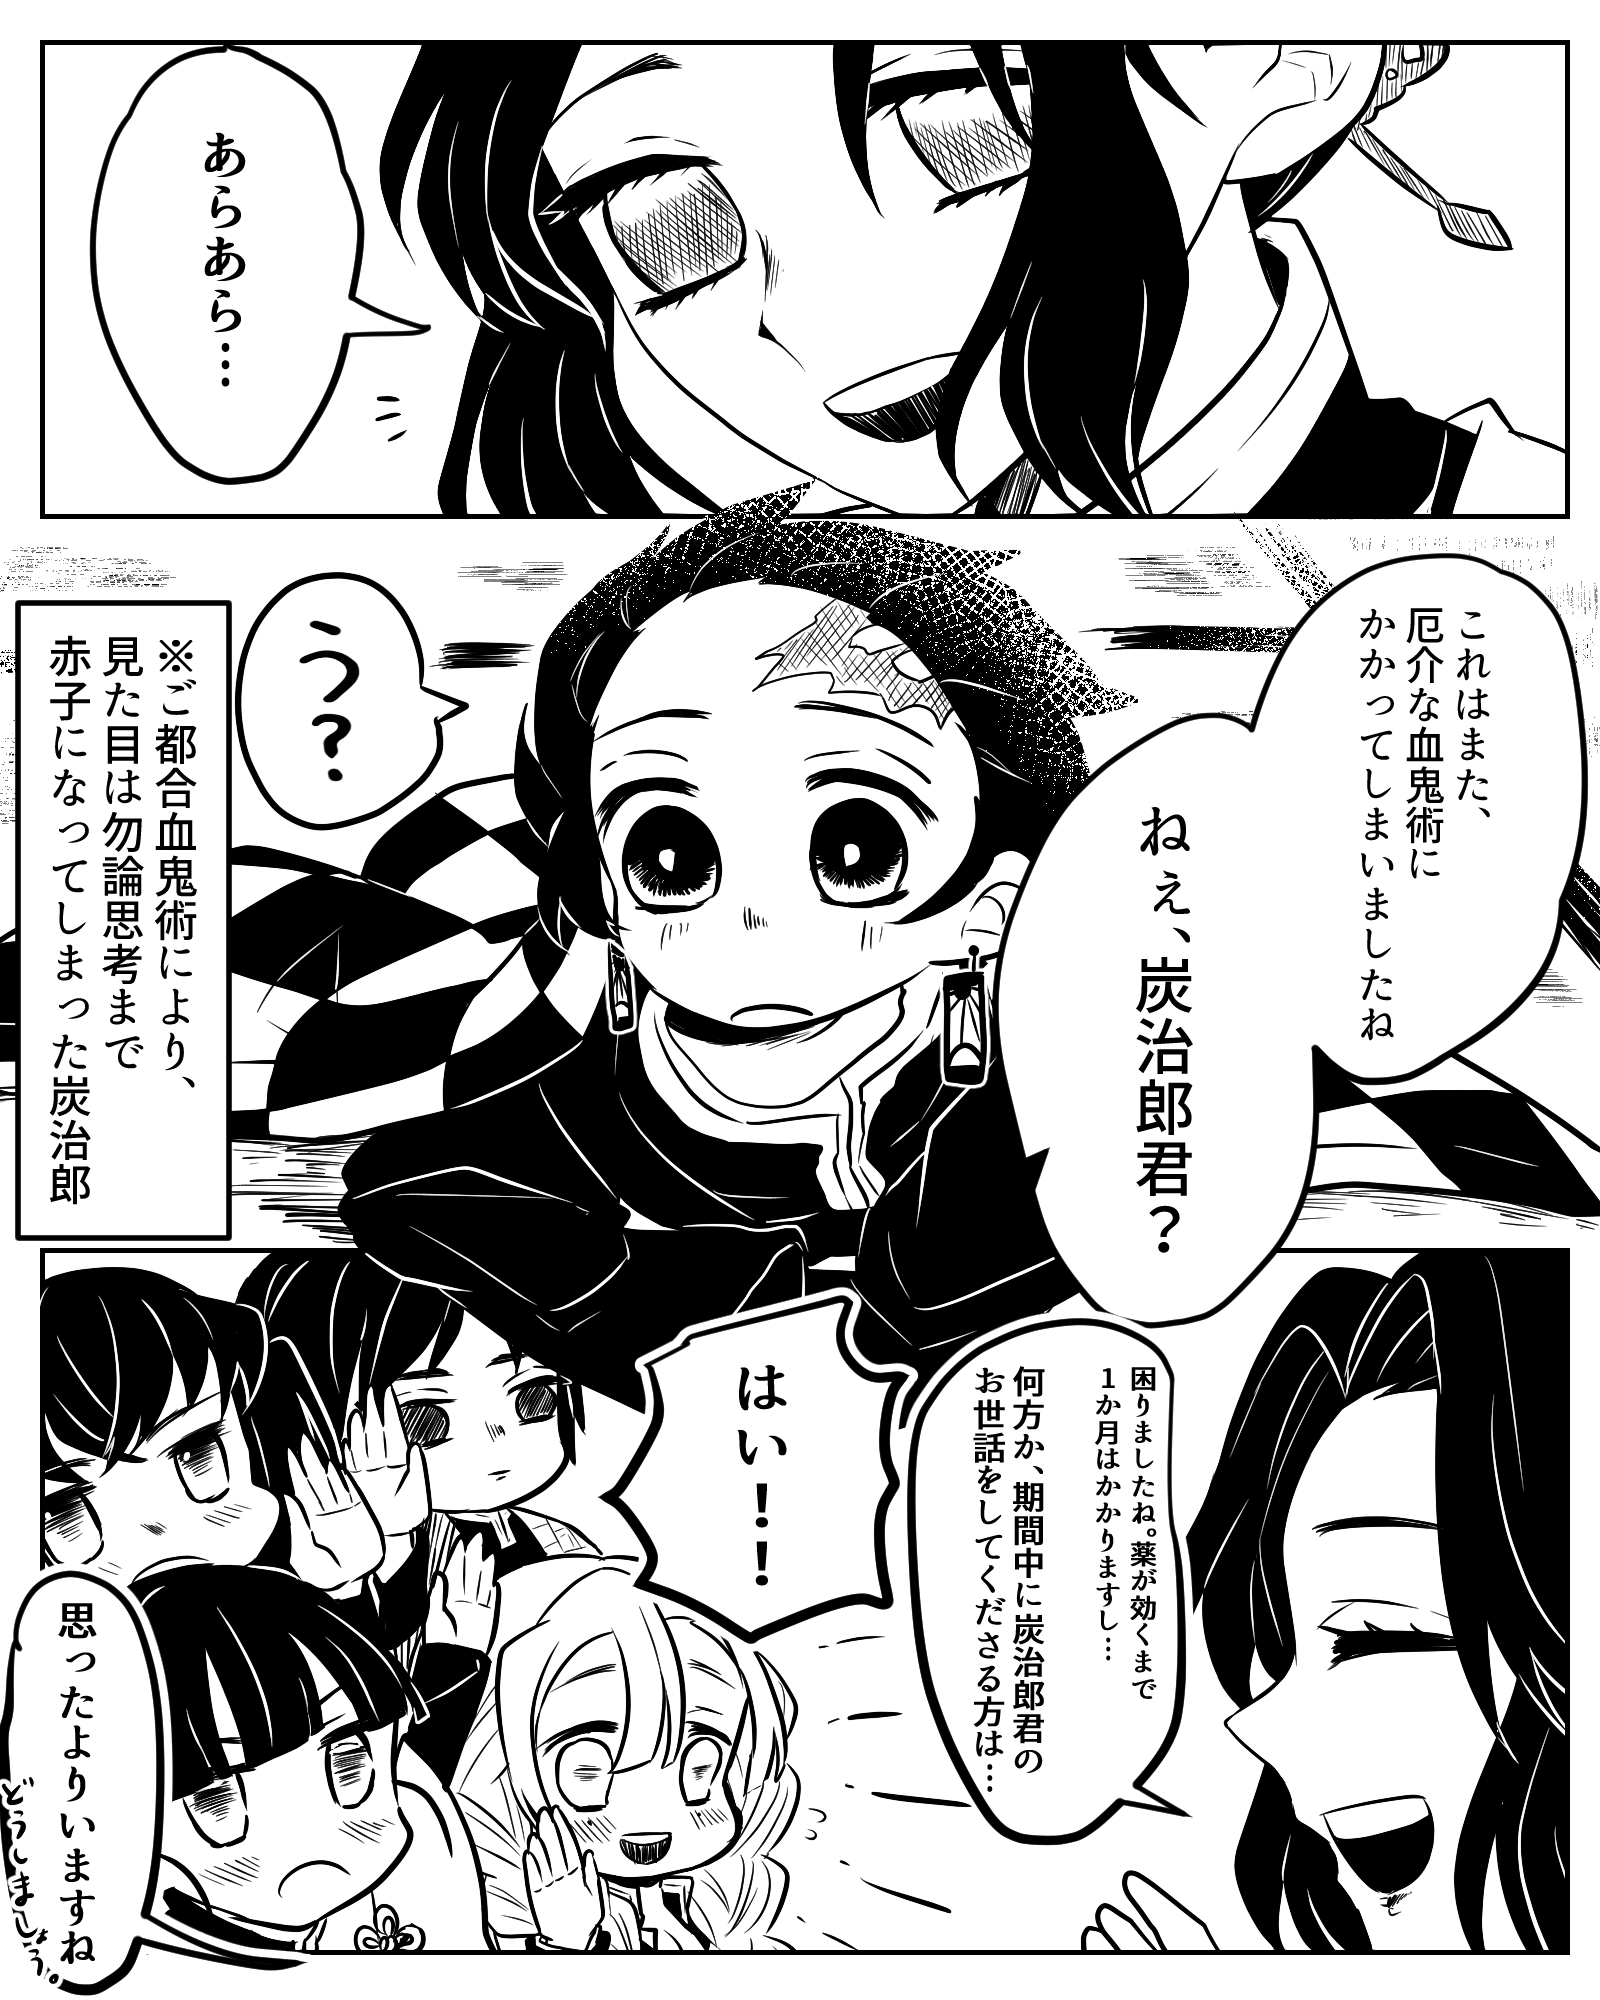 あらあら…
これはまた、
厄介な血鬼術に
かかってしまいましたね
ねぇ、炭治郎君？
う？
※ご都合血鬼術により、
見た目は勿論思考まで
赤子になってしまった炭治郎
困りましたね。薬が効くまで
１か月はかかりますし…
何方か、期間中に炭治郎君の
お世話をしてくださる方は…
はい！！
思ったよりいますね
どうしましょう。